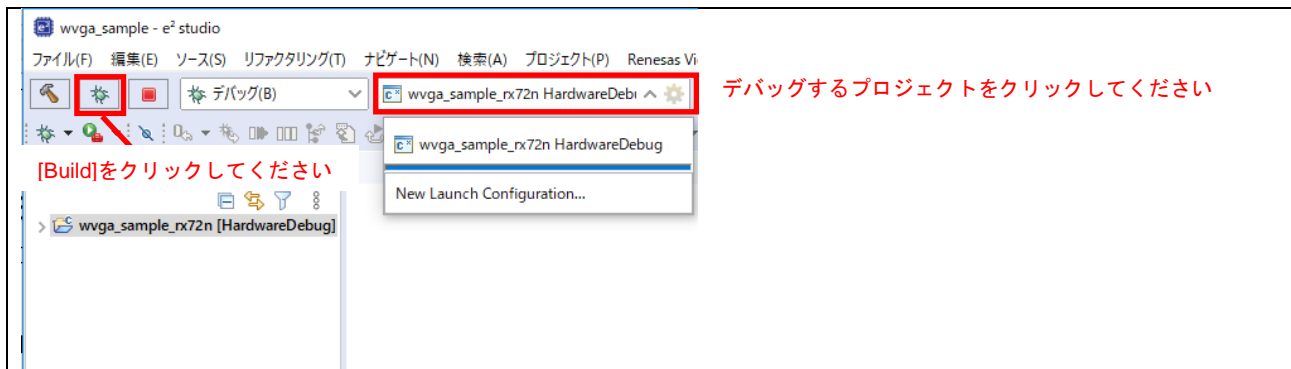 wvga_sample - e² studio
ファイル(F) 編集(E) ソース(S) リファクタリング(T) ナビゲート(N) 検索(A) プロジェクト(P) Renesas Vi
デバッグ(B) wvga_sample_rx72n HardwareDebu
デバッグするプロジェクトをクリックしてください
wvga_sample_rx72n HardwareDebug
[Build]をクリックしてください
New Launch Configuration...
wvga_sample_rx72n [HardwareDebug]